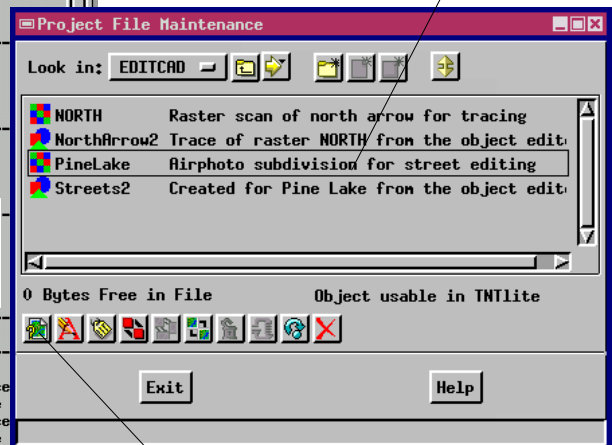 Project File Maintenance
Look in: EDITCAD
NORTH Raster scan of north arrow for tracing
NorthArrow2 Trace of raster NORTH from the object edit
PineLake Airphoto subdivision for street editing
Streets2 Created for Pine Lake from the object edit
0 Bytes Free in File Object usable in TNTlite
Exit Help